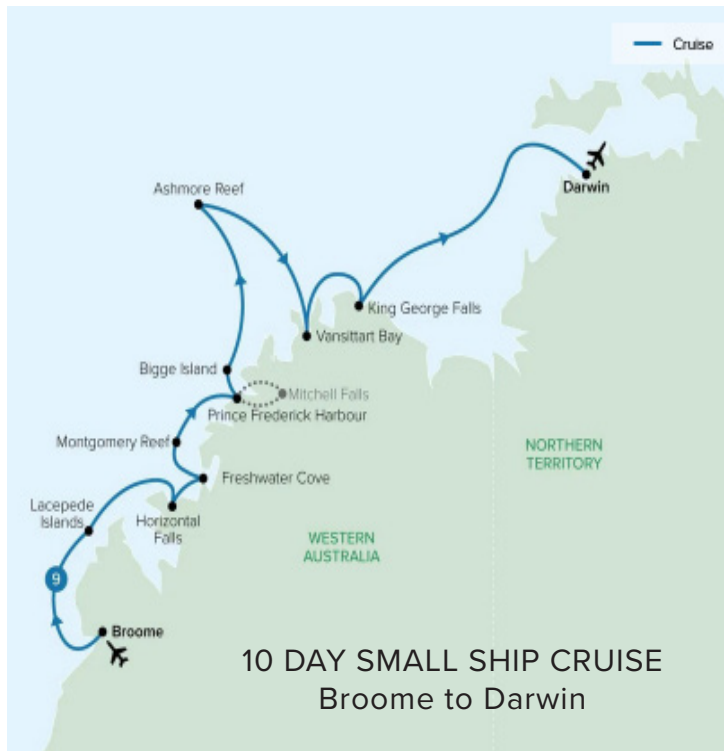 Cruise
Ashmore Reef
Darwin
King George Falls
Vansittart Bay
Bigge Island
Mitchell Falls
Prince Frederick Harbour
Montgomery Reef
NORTHERN
TERRITORY
Freshwater Cove
Lacepede
Islands
Horizontal
Falls
WESTERN
AUSTRALIA
9
Broome
10 DAY SMALL SHIP CRUISE
Broome to Darwin